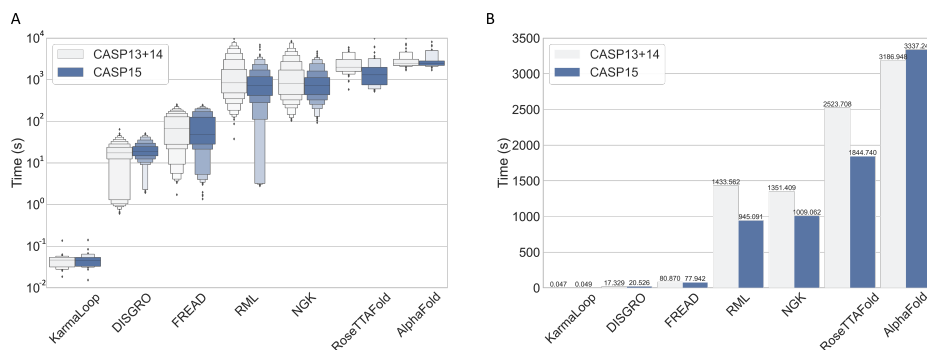 A
B
CASP13+14
CASP15
Time (s)
10^4
10^3
10^2
10^1
10^0
10^-1
10^-2
KarmaLoop
DISGRO
FREAD
RML
NGK
RoseTTAFold
AlphaFold
CASP13+14
CASP15
Time (s)
3500
3000
2500
2000
1500
1000
500
0
0.047
0.049
17.329
20.526
80.870
77.942
1433.562
945.091
1351.409
1009.062
2523.708
1844.740
3186.948
KarmaLoop
DISGRO
FREAD
RML
NGK
RoseTTAFold
AlphaFold